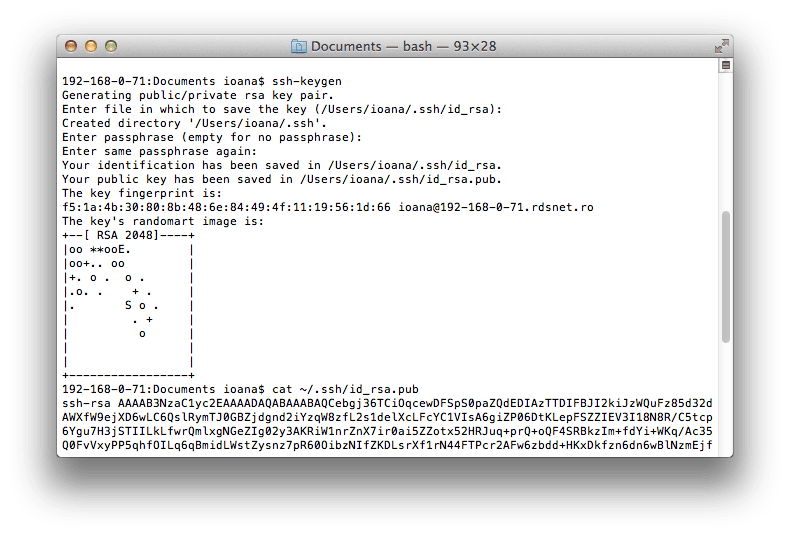 Documents — bash — 93×28
192-168-0-71:Documents ioana$ ssh-keygen
Generating public/private rsa key pair.
Enter file in which to save the key (/Users/ioana/.ssh/id_rsa):
Created directory '/Users/ioana/.ssh'.
Enter passphrase (empty for no passphrase):
Enter same passphrase again:
Your identification has been saved in /Users/ioana/.ssh/id_rsa.
Your public key has been saved in /Users/ioana/.ssh/id_rsa.pub.
The key fingerprint is:
f5:1a:4b:30:80:8b:48:6e:84:49:4f:11:19:56:1d:66 ioana@192-168-0-71.rdsnet.ro
The key's randomart image is:
+--[ RSA 2048]----+
|oo **ooE.        |
|oo+.. oo         |
|+. o .  o .      |
|.o. .    + .     |
|.       S o .    |
|         . +     |
|          o      |
|                 |
|                 |
+-----------------+
192-168-0-71:Documents ioana$ cat ~/.ssh/id_rsa.pub
ssh-rsa AAAAB3NzaC1yc2EAAAADAQABAAABAQCebgj36TCiOqcewDFSpS0paZQdEDIAzTTDIFBJI2kiJzWQuFz85d32d
AWXfW9ejXD6wLC6QslRymTJ0GBZjdgnd2iYzqW8zfL2s1delXcLFcYC1VIsA6giZP06DtKLepFSZZIEV3I18N8R/C5tcp
6Ygu7H3jSTIILkLfwrQmlxgNGeZIg02y3AKRiW1nrZnX7ir0ai5ZZotx52HRJuq+prQ+oQF4SRBkzIm+fdYi+WKq/Ac35
Q0FvVxyPP5qhfOILq6qBmidLWstZysnz7pR60OibzNIfZKDLsrXf1rN44FTPcr2AFw6zbdd+HKxDkfzn6dn6wBlNzmEjf